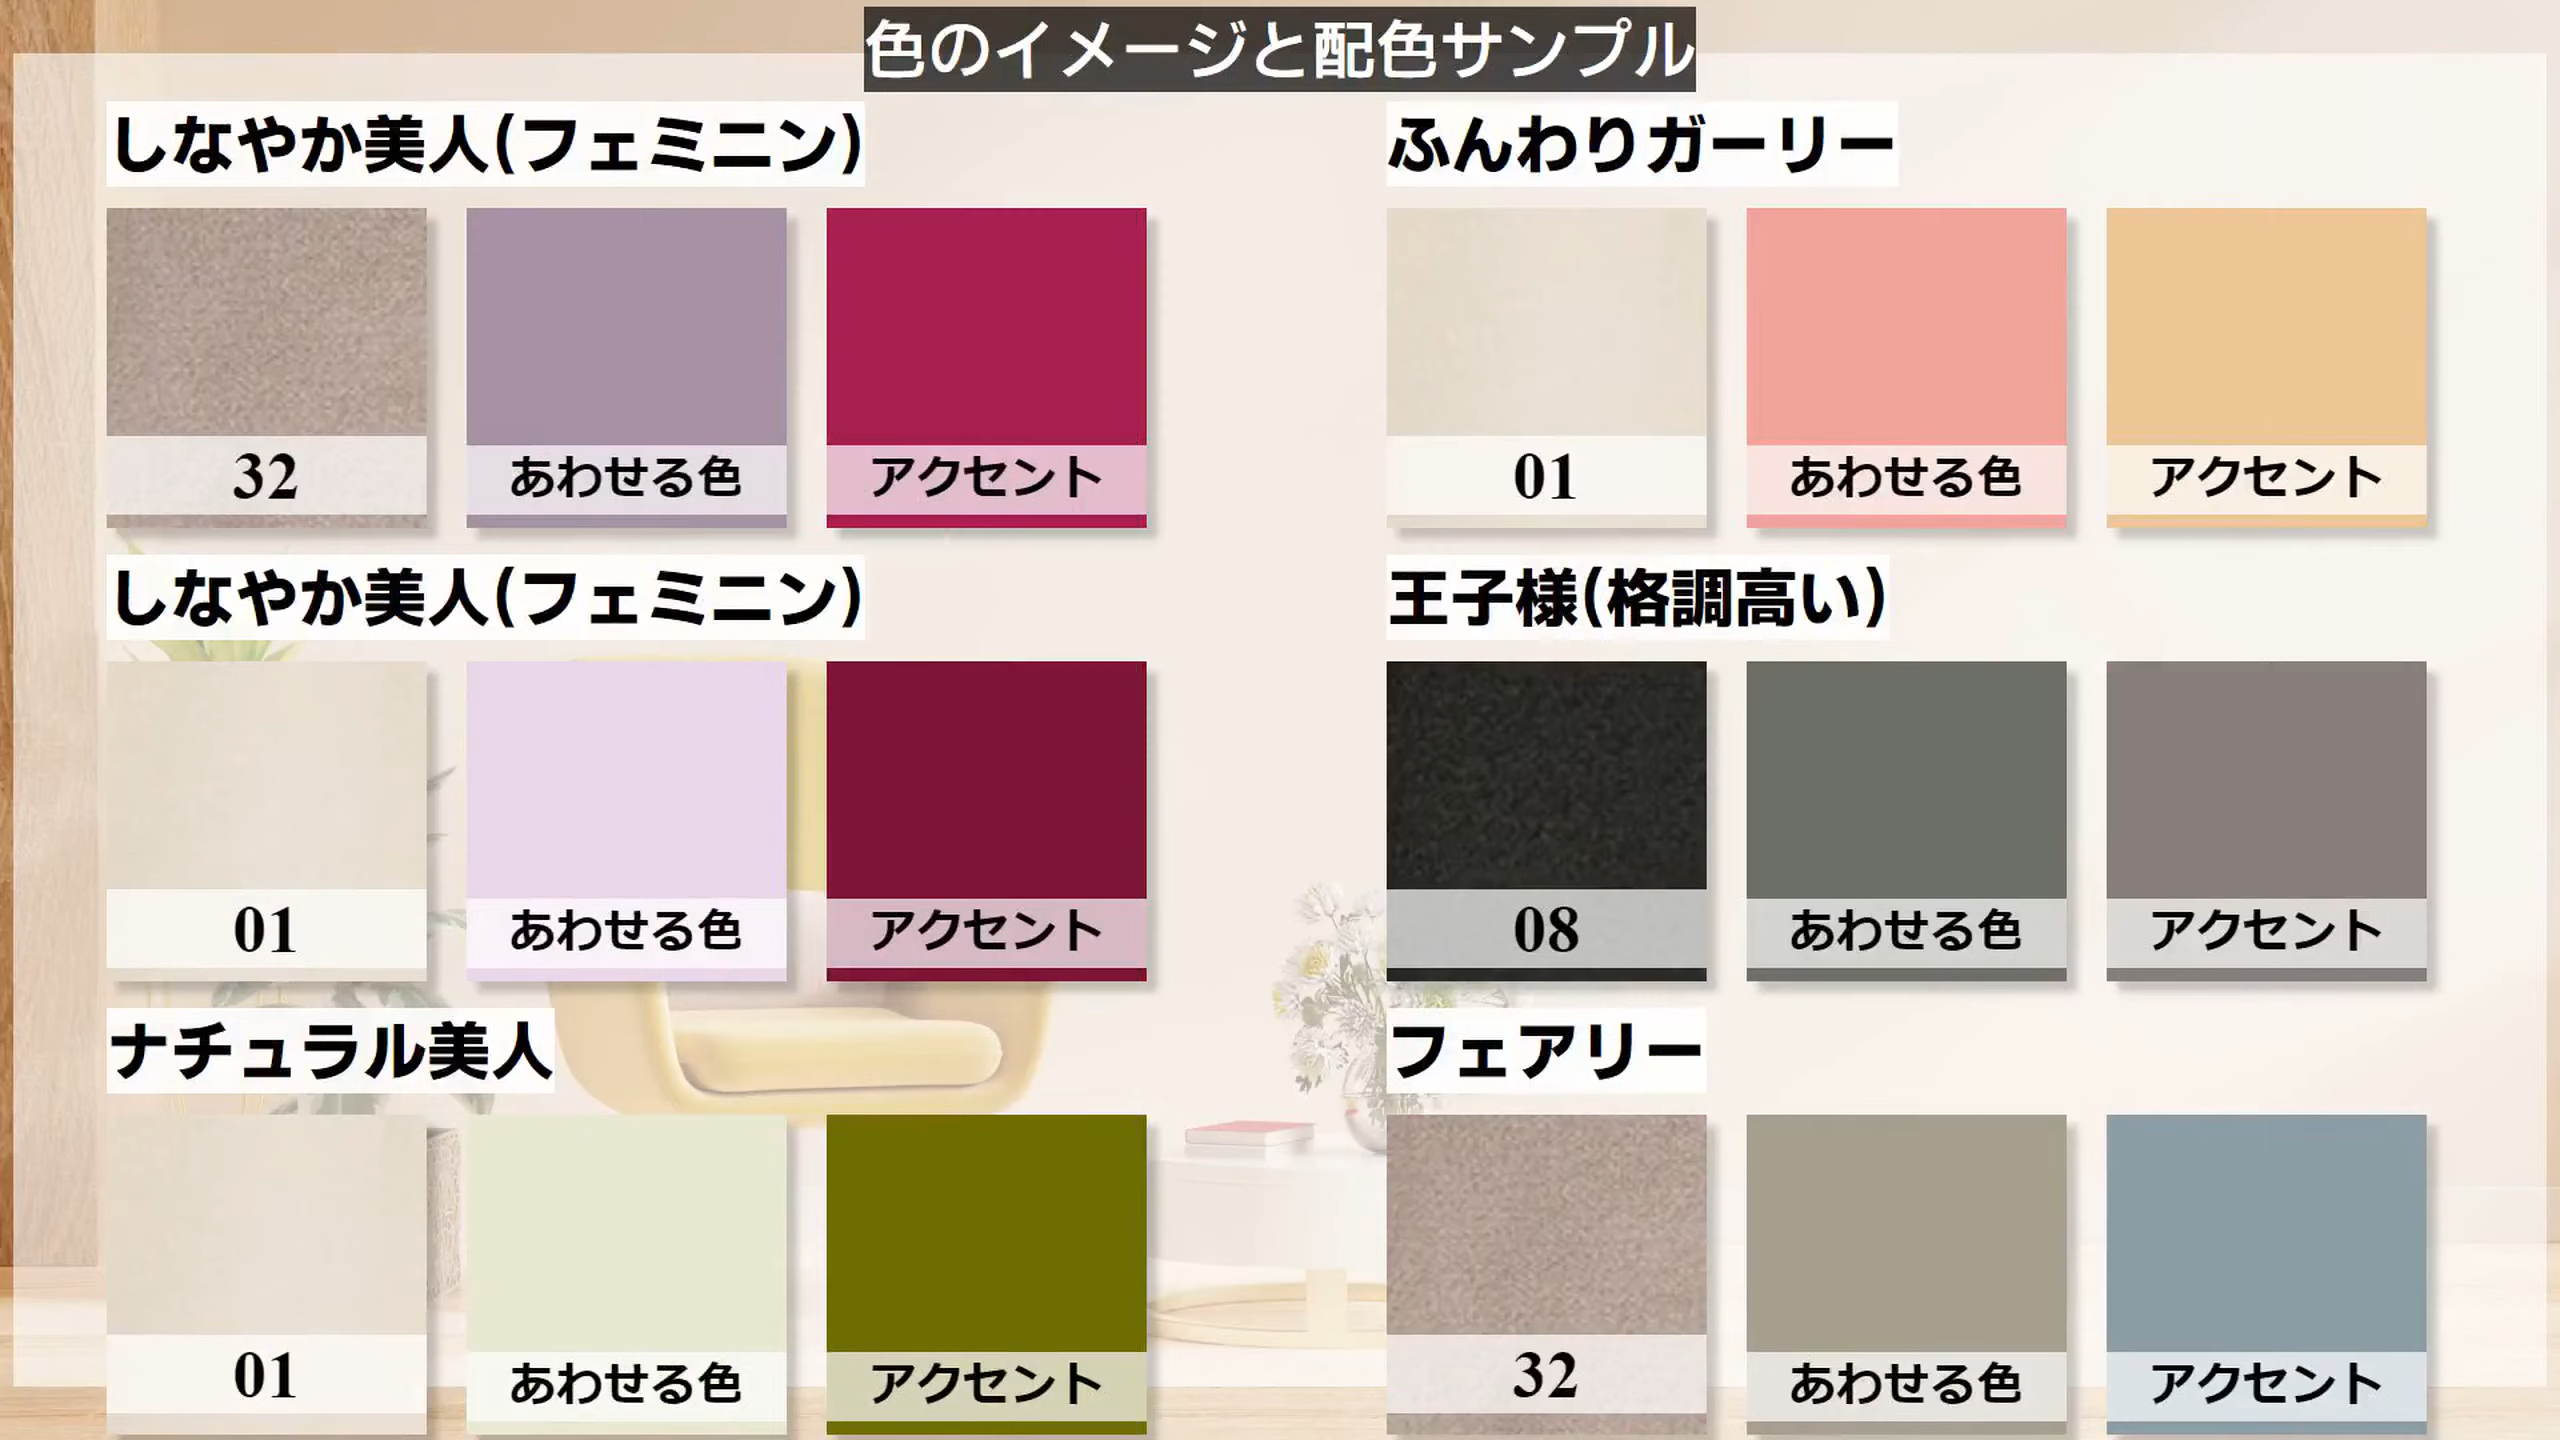 色のイメージと配色サンプル
しなやか美人(フェミニン)
32
あわせる色
アクセント
ふんわりガーリー
01
あわせる色
アクセント
しなやか美人(フェミニン)
01
あわせる色
アクセント
王子様(格調高い)
08
あわせる色
アクセント
ナチュラル美人
01
あわせる色
アクセント
フェアリー
32
あわせる色
アクセント